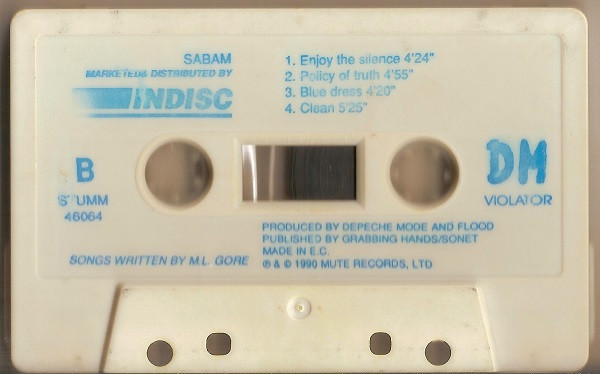 SABAM
MARKETED & DISTRIBUTED BY
INDISC
1. Enjoy the silence 4'24"
2. Policy of truth 4'55"
3. Blue dress 4'20"
4. Clean 5'25"
B
STUMM
46064
DM
VIOLATOR
PRODUCED BY DEPECHE MODE AND FLOOD
PUBLISHED BY GRABBING HANDS/SONET
MADE IN E.C.
℗ & © 1990 MUTE RECORDS, LTD
SONGS WRITTEN BY M.L. GORE